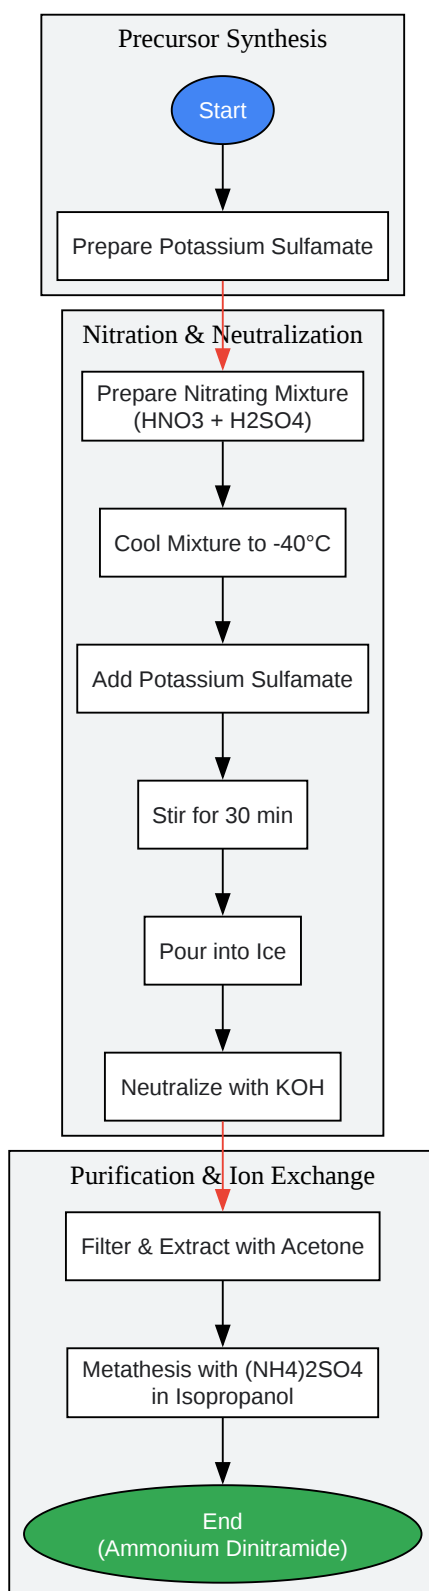 Precursor Synthesis
Start
Prepare Potassium Sulfamate
Nitration & Neutralization
Prepare Nitrating Mixture
(HNO3 + H2SO4)
Cool Mixture to -40°C
Add Potassium Sulfamate
Stir for 30 min
Pour into Ice
Neutralize with KOH
Purification & Ion Exchange
Filter & Extract with Acetone
Metathesis with (NH4)2SO4
in Isopropanol
End
(Ammonium Dinitramide)